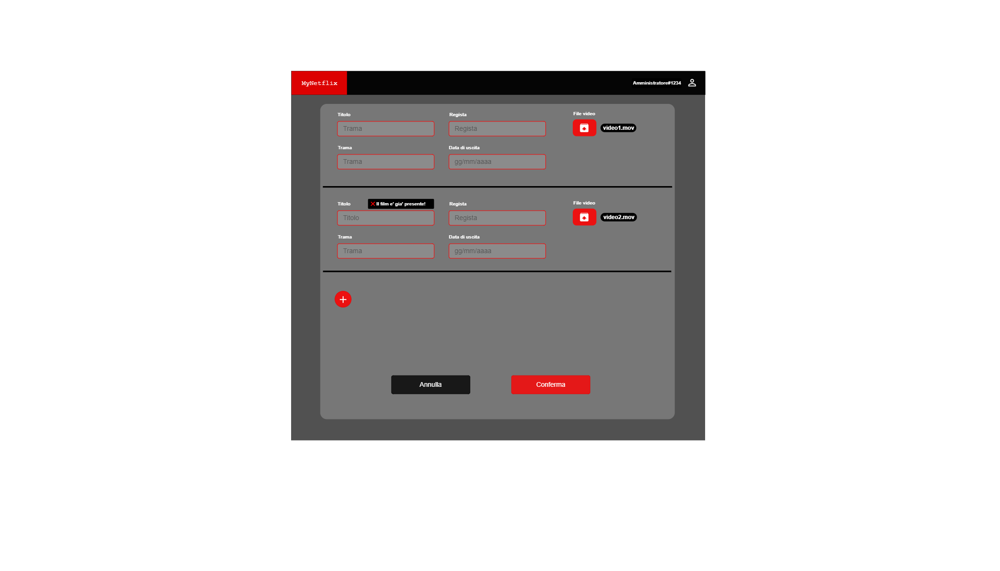 MyNetflix
Amministratore#1234
Titolo
Regista
File video
Trama
Regista
video1.mov
Trama
Data di uscita
Trama
gg/mm/aaaa
Titolo
Il film e' gia' presente!
Regista
File video
Titolo
Regista
video2.mov
Trama
Data di uscita
Trama
gg/mm/aaaa
Annulla
Conferma